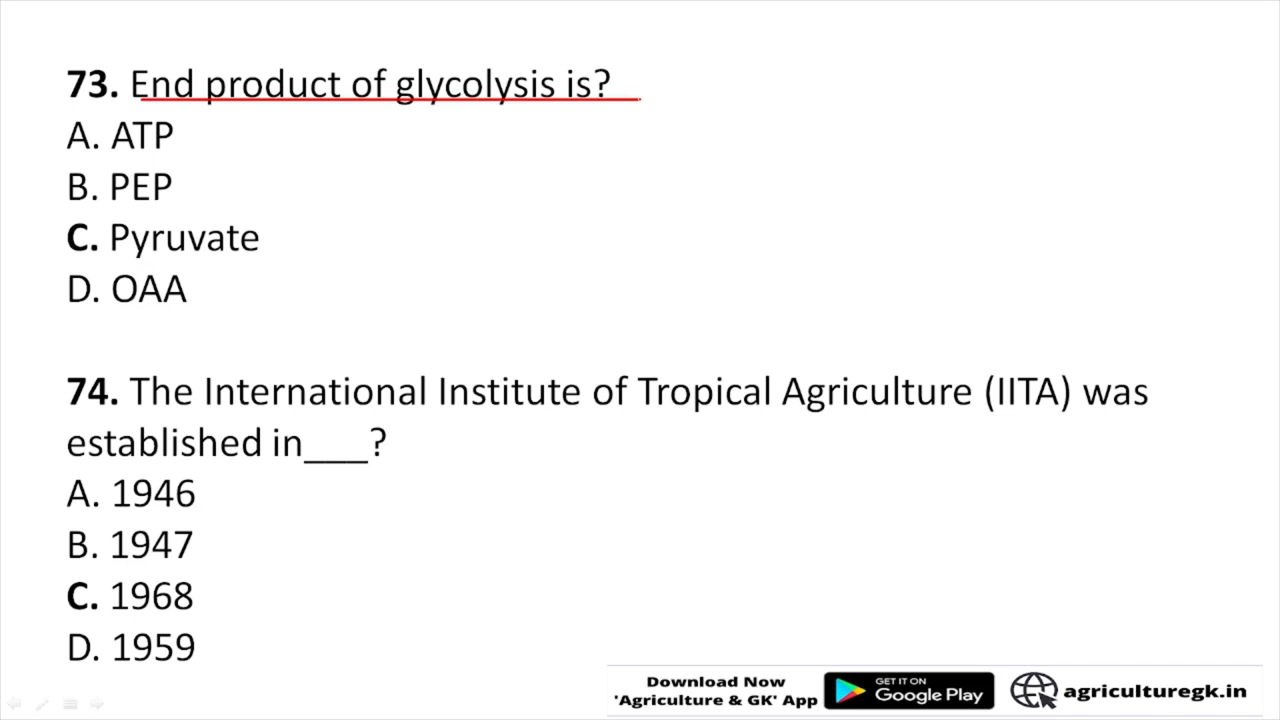 73. End product of glycolysis is?
A. ATP
B. PEP
C. Pyruvate
D. OAA
74. The International Institute of Tropical Agriculture (IITA) was
established in___?
A. 1946
B. 1947
C. 1968
D. 1959
Download Now
'Agriculture & GK' App
GET IT ON
Google Play
agriculturegk.in